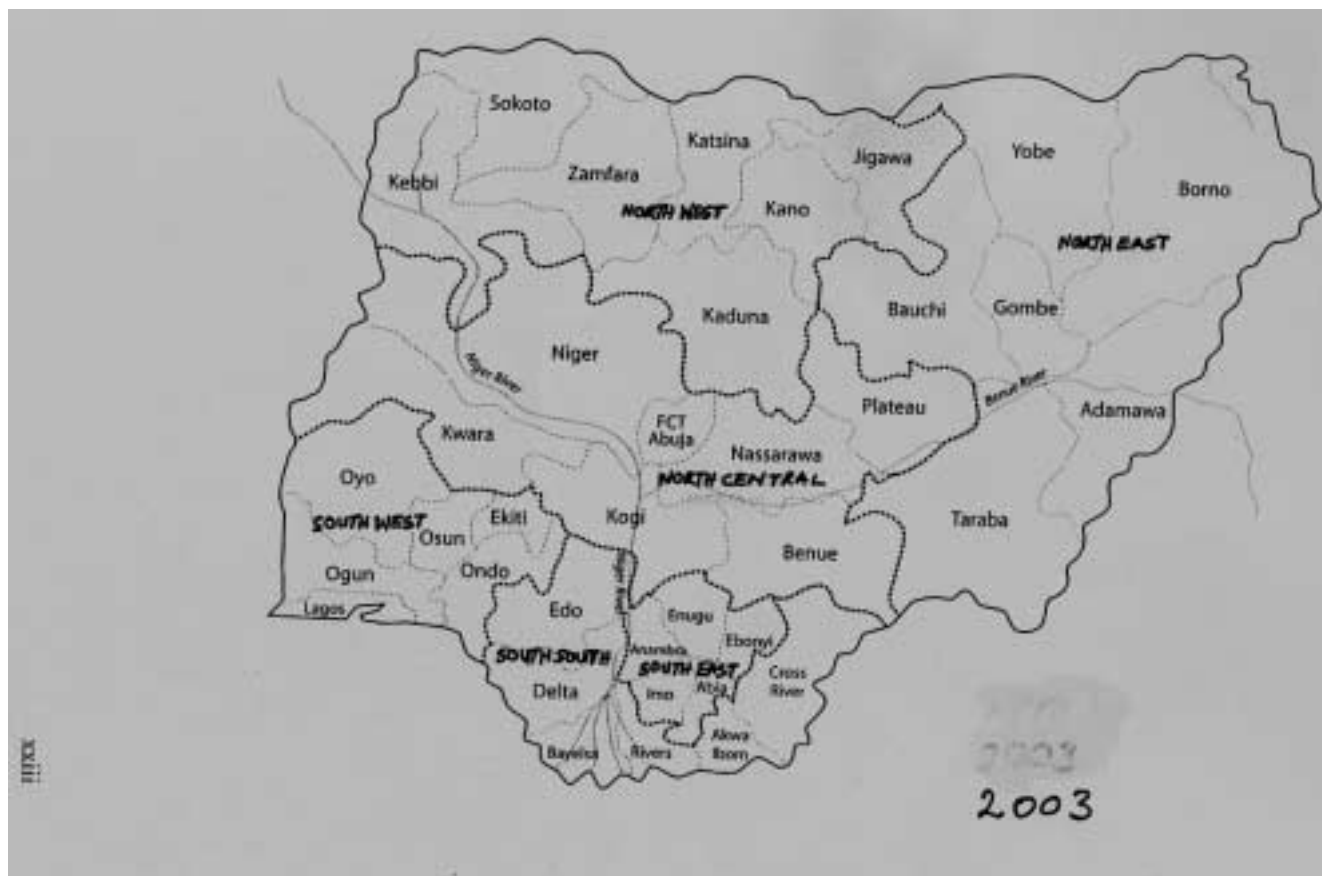 Sokoto
Katsina
Yobe
Jigawa
Zamfara
Kebbi
Borno
Kano
NORTH WEST
NORTH EAST
Kaduna
Bauchi
Gombe
Niger
Niger River
Benue River
Plateau
Adamawa
FCT
Abuja
Kwara
Nassarawa
NORTH CENTRAL
Oyo
SOUTH WEST
Ekiti
Kogi
Taraba
Osun
Benue
Ogun
Ondo
Niger River
Lagos
Edo
Enugu
Ebonyi
Anambra
SOUTH SOUTH
SOUTH EAST
Cross
River
Delta
Imo
Abia
Akwa
Ibom
Bayelsa
Rivers
xxiii
2003
2003